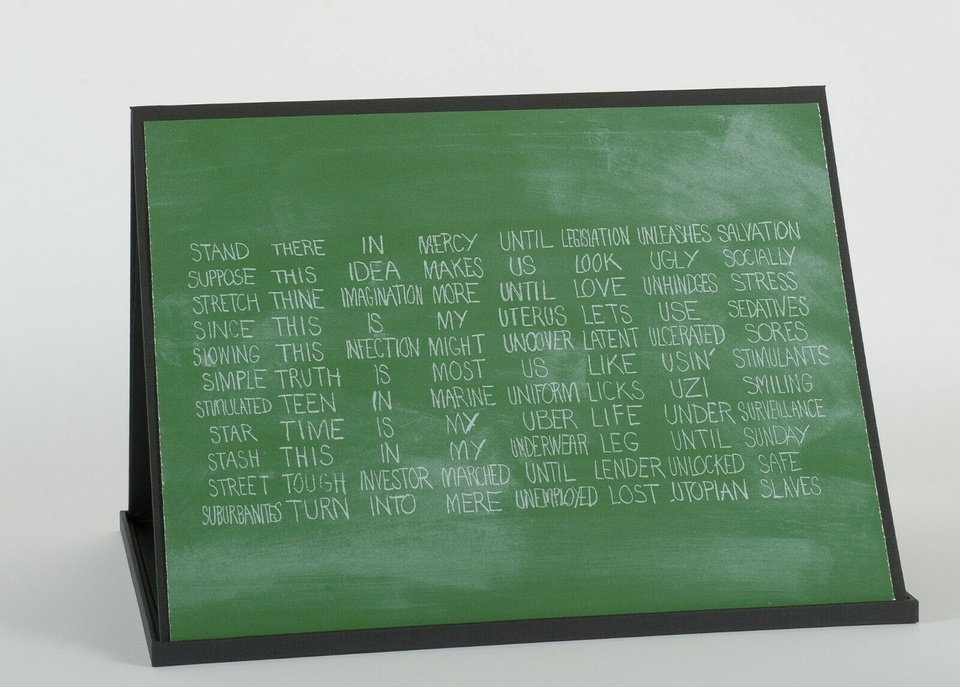 STAND THERE IN MERCY UNTIL LEGISLATION UNLEASHES SALVATION
SUPPOSE THIS IDEA MAKES US LOOK UGLY SOCIALLY
STRETCH THINE IMAGINATION MORE UNTIL LOVE UNHINDGES STRESS
SINCE THIS IS MY UTERUS LETS USE SEDATIVES
SLOWING THIS INFECTION MIGHT UNCOVER LATENT ULCERATED SORES
SIMPLE TRUTH IS MOST US LIKE USIN' STIMULANTS
STIMULATED TEEN IN MARINE UNIFORM LICKS UZI SMILING
STAR TIME IS MY UBER LIFE UNDER SURVEILLANCE
STASH THIS IN MY UNDERWEAR LEG UNTIL SUNDAY
STREET TOUGH INVESTOR MARCHED UNTIL LENDER UNLOCKED SAFE
SUBURBANITES TURN INTO MERE UNEMPLOYED LOST UTOPIAN SLAVES